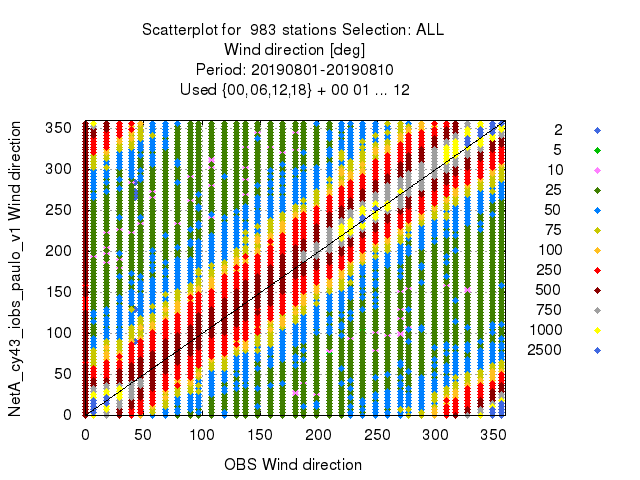 Scatterplot for 983 stations Selection: ALL
Wind direction [deg]
Period: 20190801-20190810
Used {00,06,12,18} + 00 01 ... 12
NetA_cy43_iobs_paulo_v1 Wind direction
350
300
250
200
150
100
50
0
0 50 100 150 200 250 300 350
OBS Wind direction
2
5
10
25
50
75
100
250
500
750
1000
2500